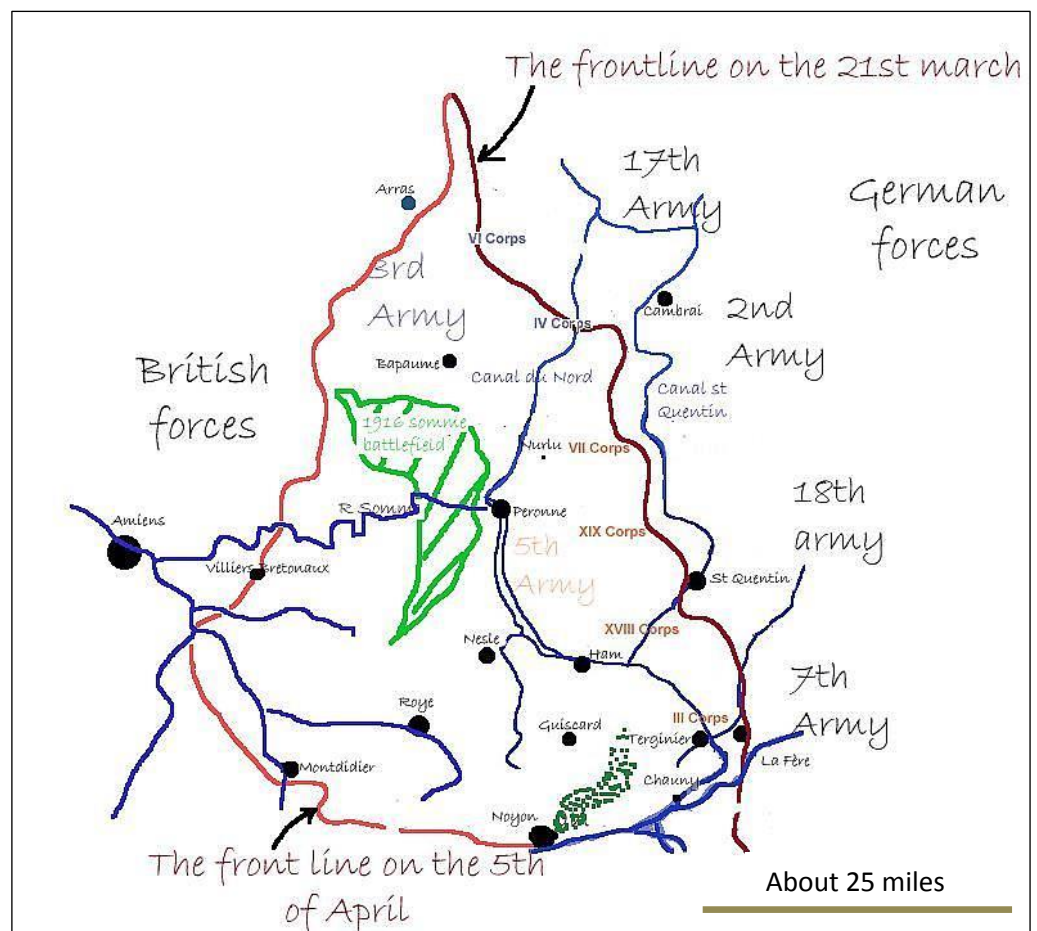 The frontline on the 21st march
17th
Army
German
forces
Arras
VI Corps
3rd
Army
Cambrai
2nd
Army
IV Corps
British
forces
Bapaume
Canal du Nord
Canal st
Quentin
1916 somme
battlefield
Nurlu
VII Corps
18th
army
R Somm
Peronne
Amiens
XIX Corps
5th
Army
Villiers Bretonaux
St Quentin
XVIII Corps
Nesle
Ham
7th
Army
Roye
Guiscard
III Corps
Terginier
La Fère
Montdidier
Chauny
Noyon
The front line on the 5th
of April
About 25 miles